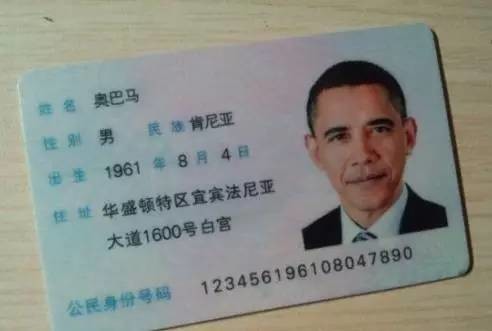 姓名 奥巴马
性别 男 民族 肯尼亚
出生 1961 年 8 月 4 日
住址 华盛顿特区宜宾法尼亚
大道1600号白宫
公民身份号码 123456196108047890